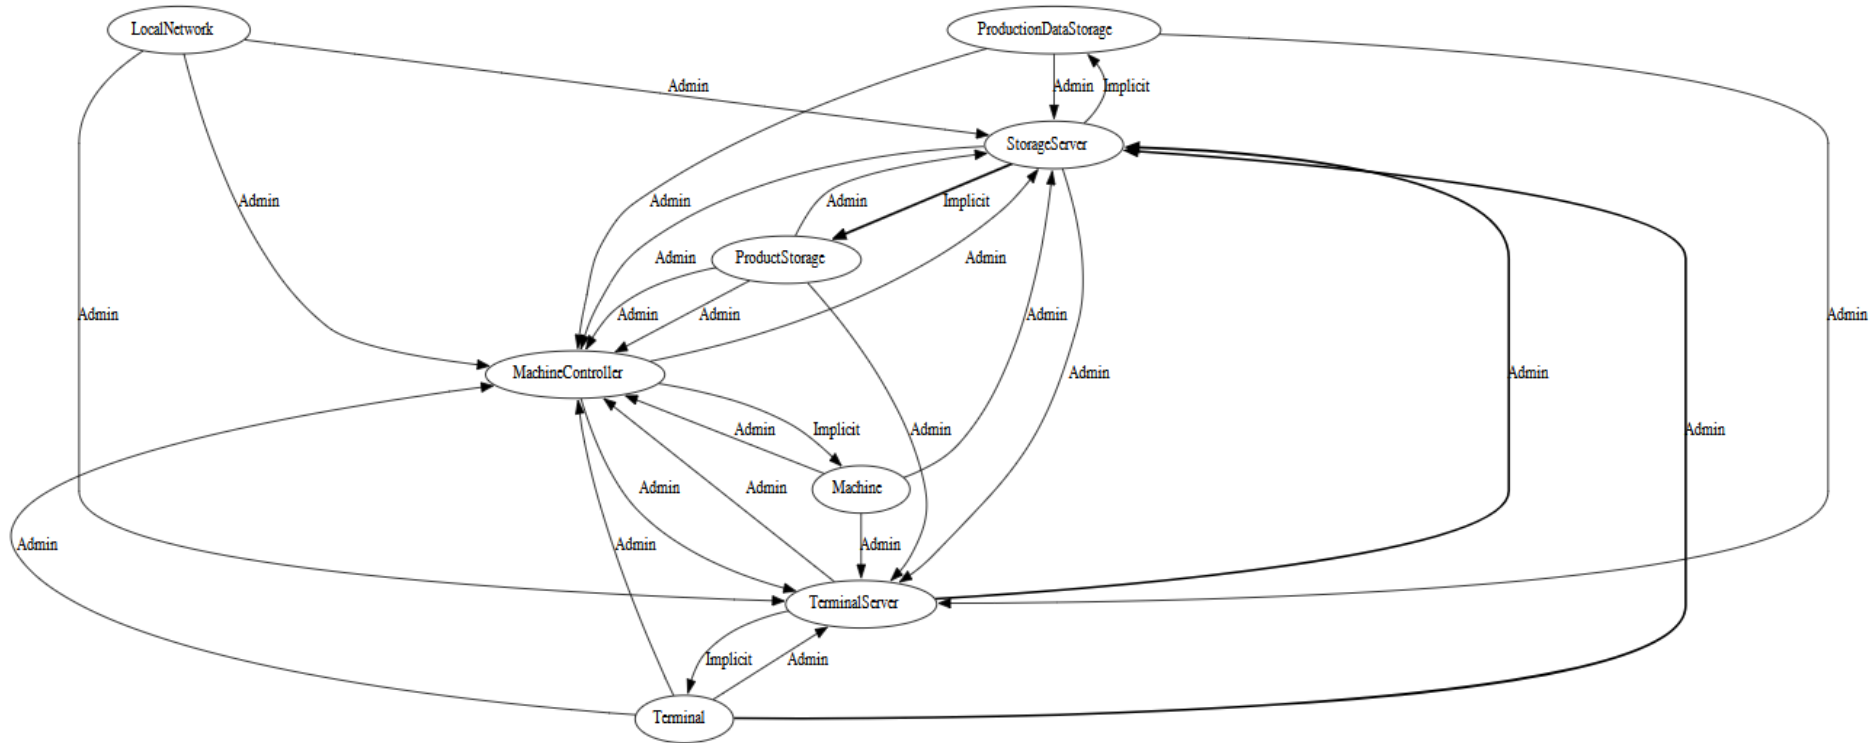 LocalNetwork
ProductionDataStorage
Admin
Admin
Implicit
StorageServer
Admin
Admin
Admin
Implicit
ProductStorage
Admin
Admin
Admin
Admin
Admin
Admin
Admin
MachineController
Admin
Admin
Admin
Implicit
Admin
Admin
Machine
Admin
Admin
Admin
Admin
Admin
TerminalServer
Implicit
Admin
Terminal